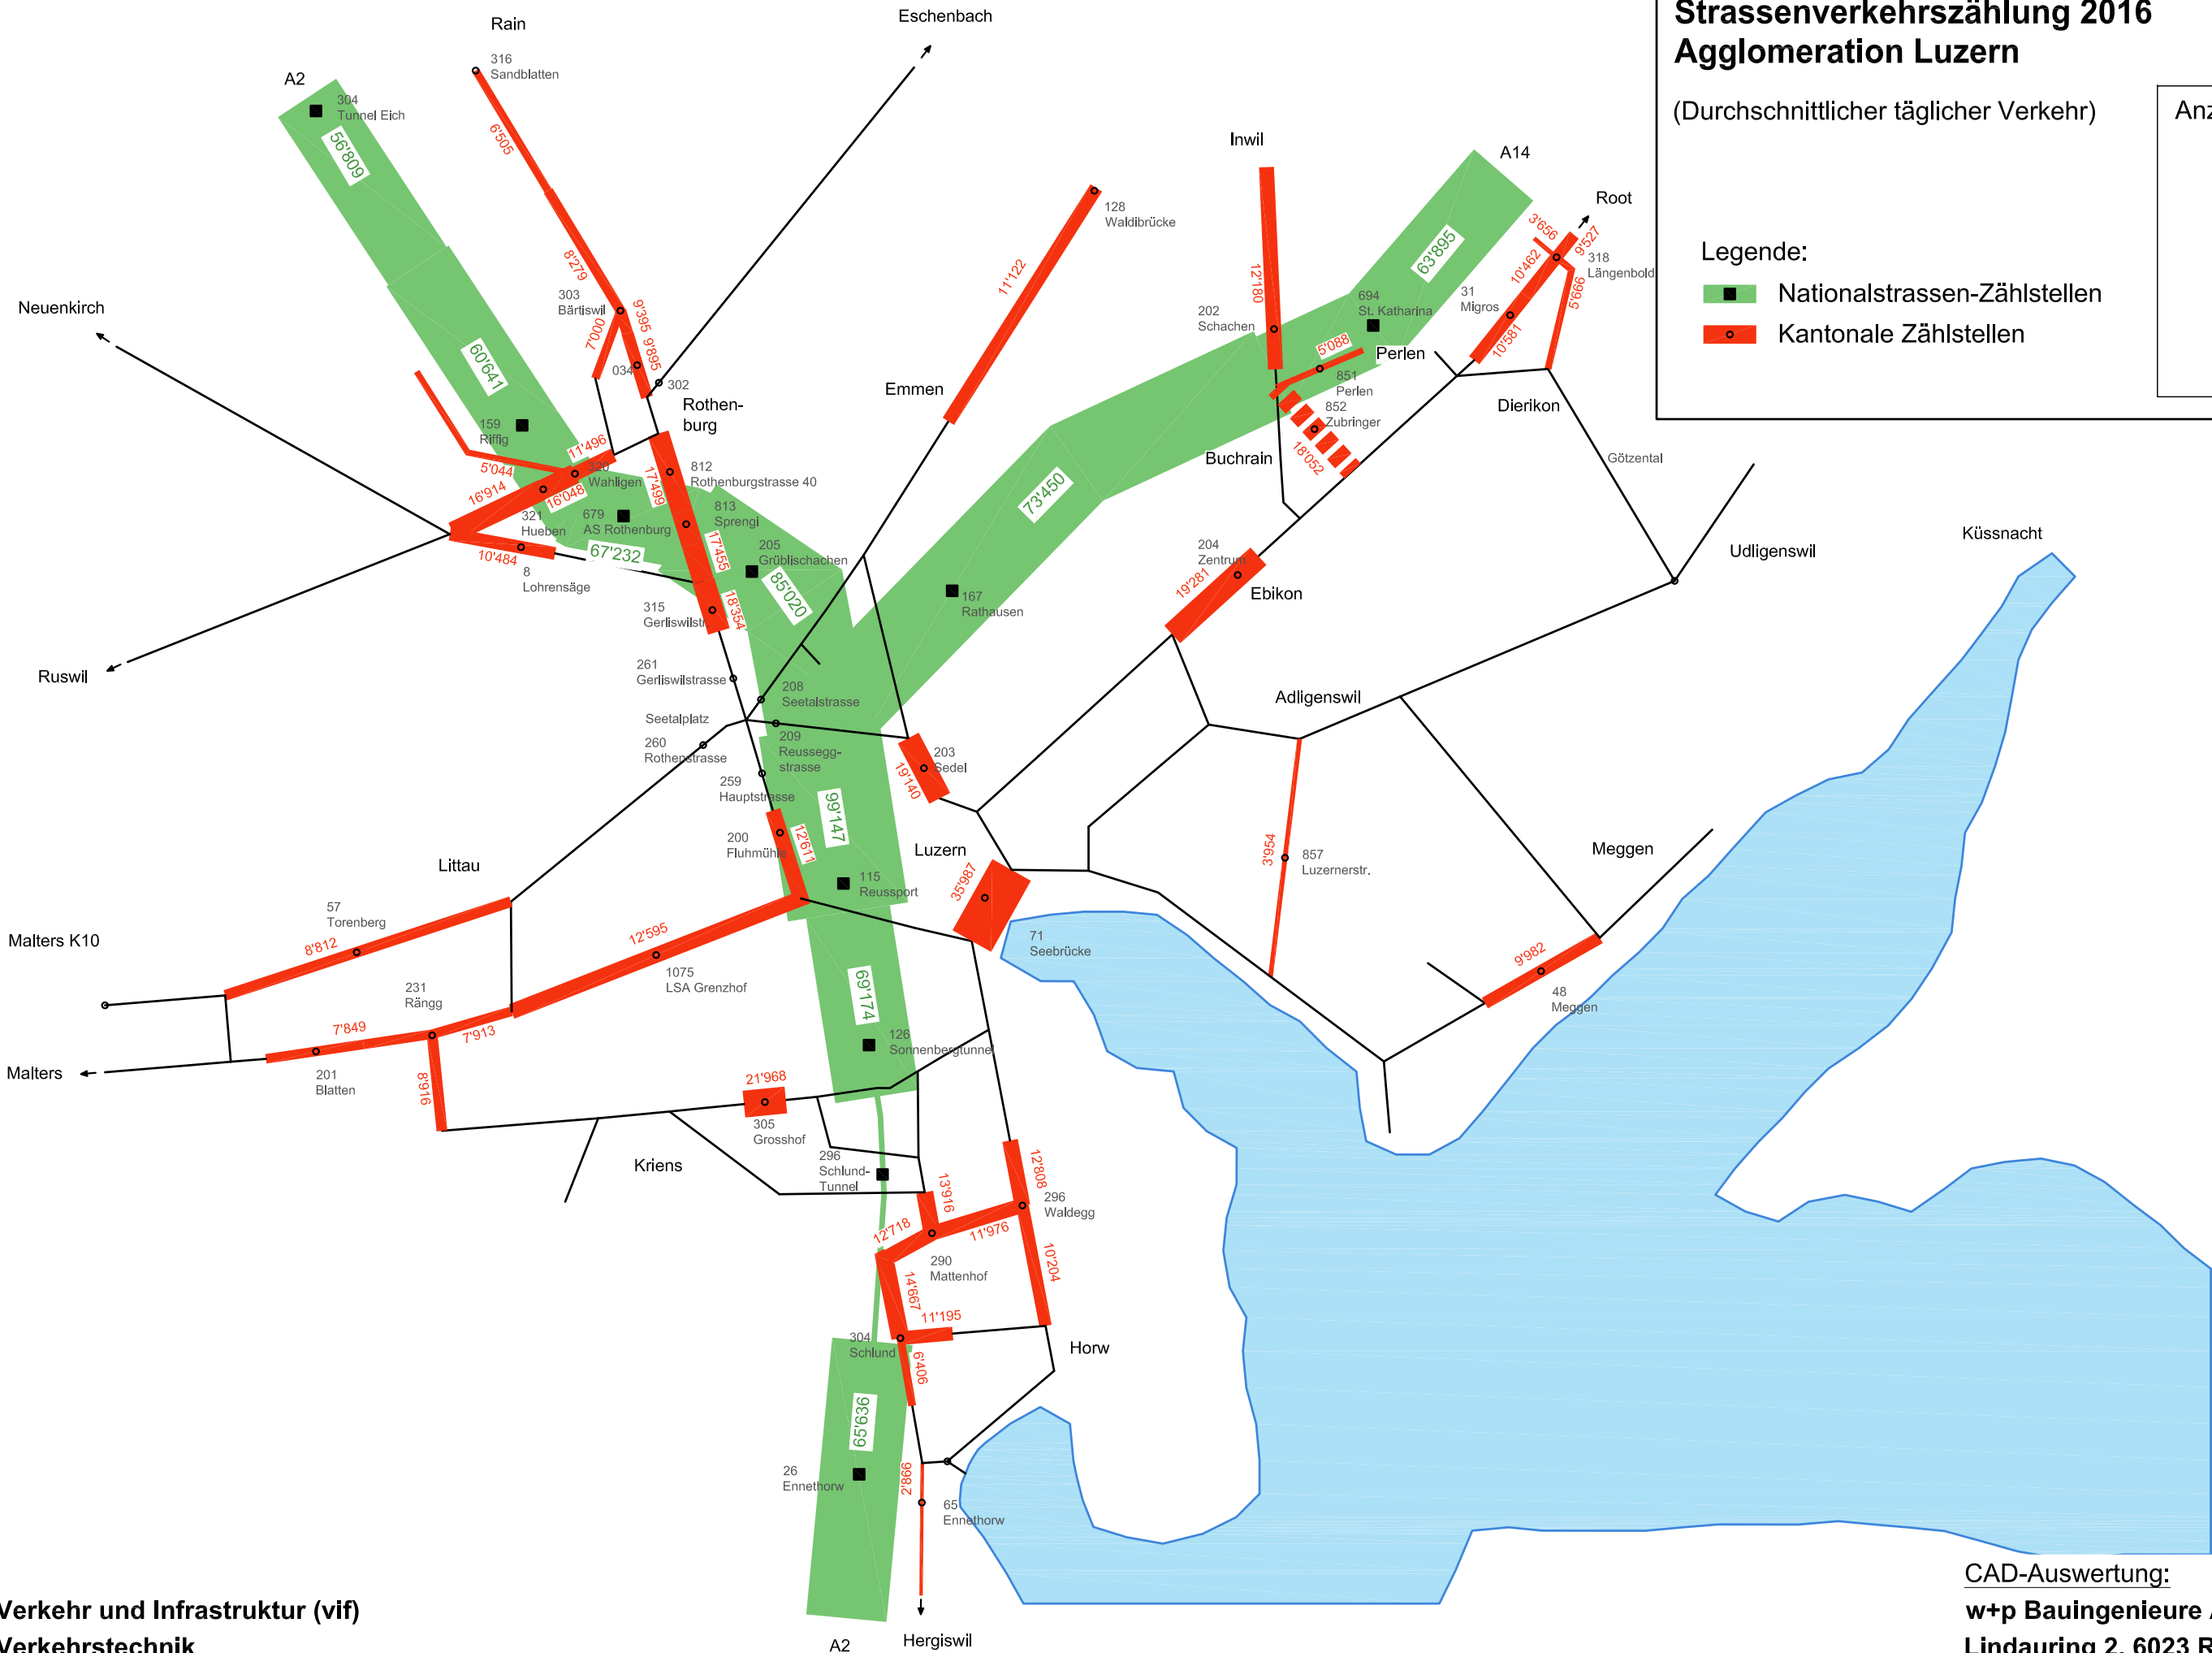 Strassenverkehrszählung 2016
Agglomeration Luzern
(Durchschnittlicher täglicher Verkehr)
Legende:
Nationalstrassen-Zählstellen
Kantonale Zählstellen
Rain
Eschenbach
316
Sandblatten
A2
304
Tunnel Eich
56'809
6'505
Inwil
A14
Root
128
Waldibrücke
3'656
9'527
318
Längenbold
63'895
10'462
5'666
8'279
303
Bärtiswil
9'395
9'895
7'000
034
302
11'122
12'180
202
Schachen
694
St. Katharina
31
Migros
10'581
5'088
Perlen
851
Perlen
852
Zubringer
18'052
Neuenkirch
60'641
Emmen
Rothen-
burg
Dierikon
159
Riffig
11'496
5'044
320
Wahligen
16'914
16'048
17'499
812
Rothenburgstrasse 40
Buchrain
Götzental
73'450
321
Hueben
679
AS Rothenburg
813
Sprengi
10'484
67'232
17'455
205
Grüblischachen
8
Lohrensäge
85'020
204
Zentrum
19'281
Ebikon
Udligenswil
Küssnacht
167
Rathausen
315
Gerliswilstr
18'354
Ruswil
261
Gerliswilstrasse
208
Seetalstrasse
Adligenswil
Seetalplatz
260
Rothenstrasse
209
Reussegg-
strasse
203
Sedel
19'140
259
Hauptstrasse
99'147
200
Fluhmühle
12'611
Luzern
Littau
115
Reussport
35'987
3'954
857
Luzernerstr.
Meggen
57
Torenberg
8'812
Malters K10
12'595
71
Seebrücke
9'982
48
Meggen
231
Rängg
1075
LSA Grenzhof
69'174
7'849
7'913
126
Sonnenbergtunnel
Malters
201
Blatten
8'916
21'968
305
Grosshof
Kriens
296
Schlund-
Tunnel
13'916
12'808
296
Waldegg
12'718
11'976
290
Mattenhof
10'204
14'667
11'195
304
Schlund
6'406
Horw
65'636
26
Ennethorw
2'866
65
Ennethorw
A2
Hergiswil
Verkehr und Infrastruktur (vif)
Verkehrstechnik
CAD-Auswertung:
w+p Bauingenieure
Lindauring 2, 6023